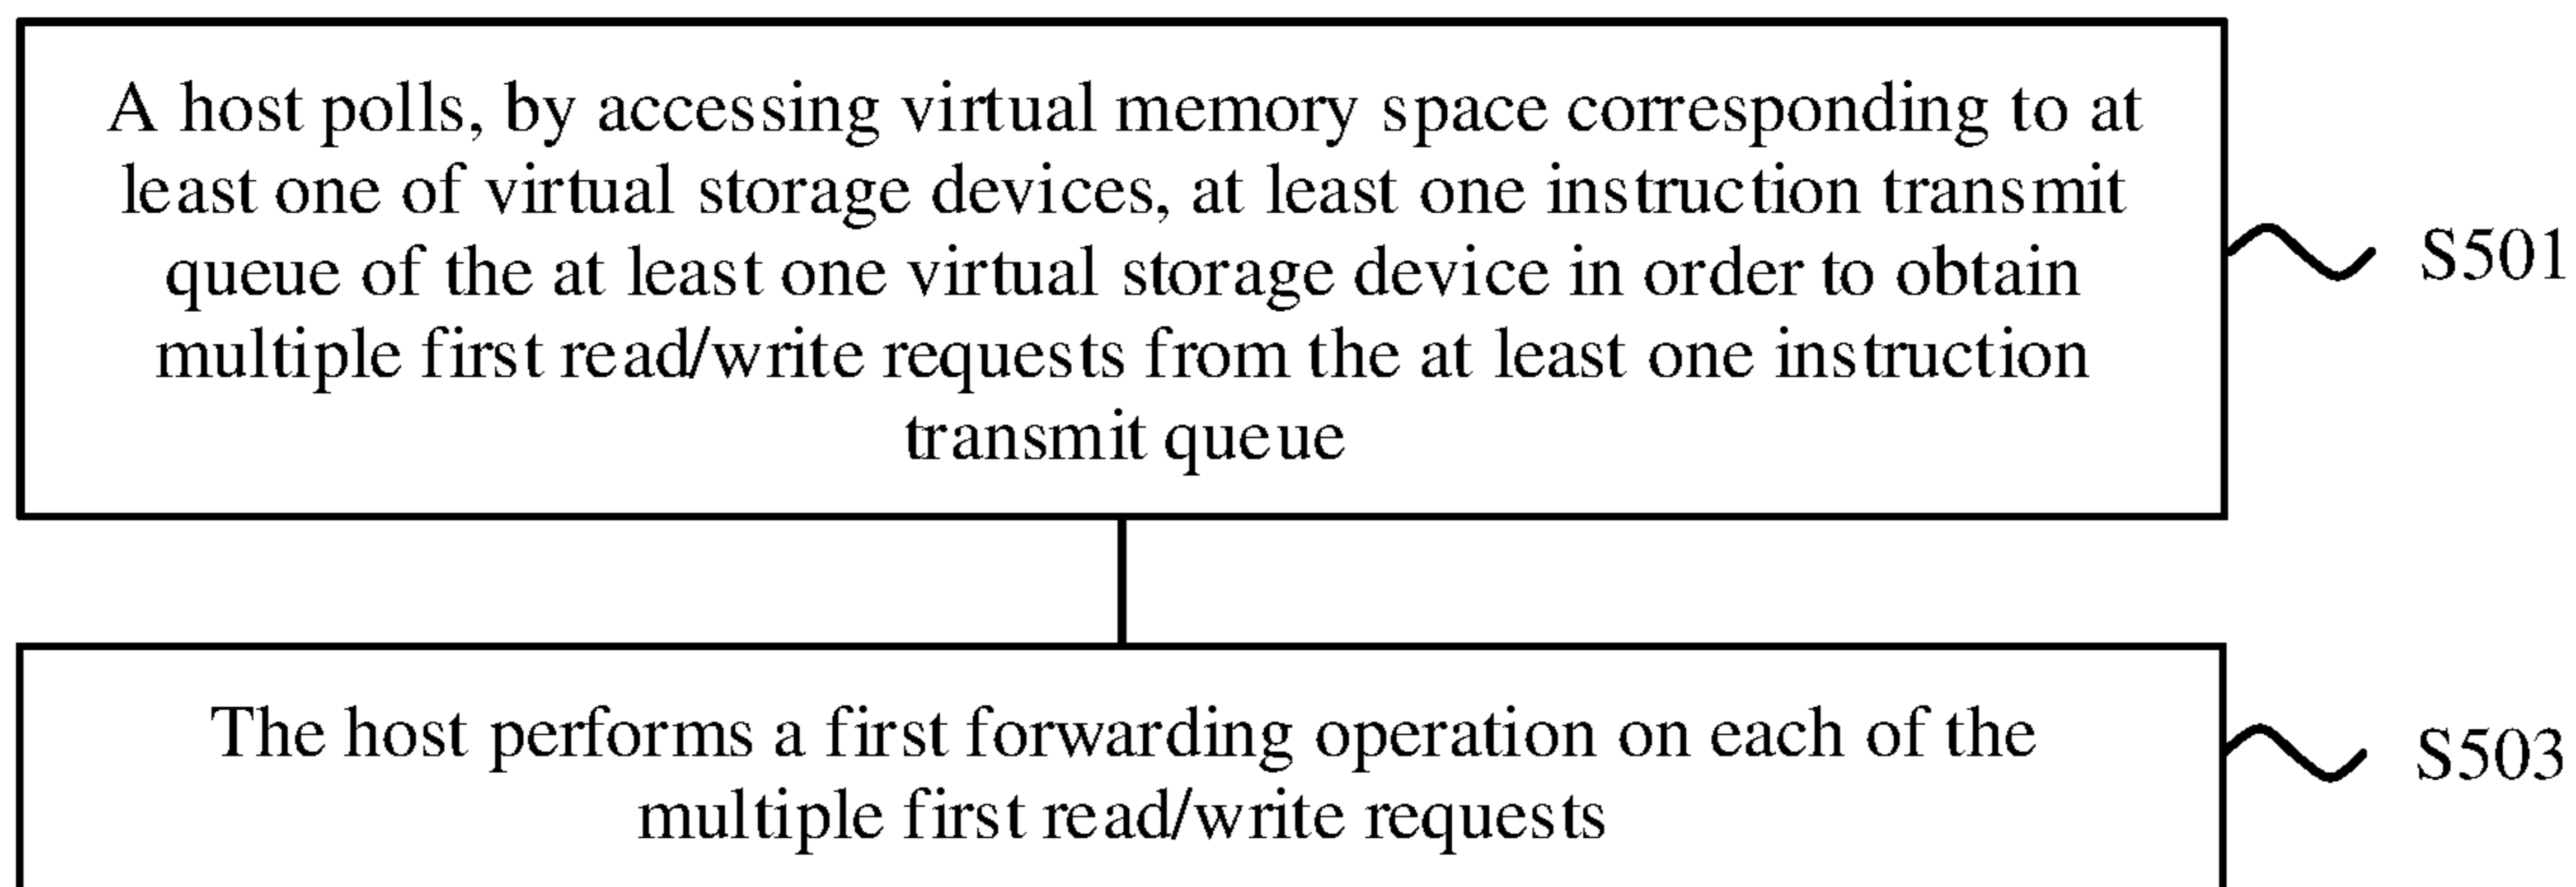 A host polls, by accessing virtual memory space corresponding to at
least one of virtual storage devices, at least one instruction transmit
queue of the at least one virtual storage device in order to obtain
multiple first read/write requests from the at least one instruction
transmit queue
S501
The host performs a first forwarding operation on each of the
multiple first read/write requests
S503